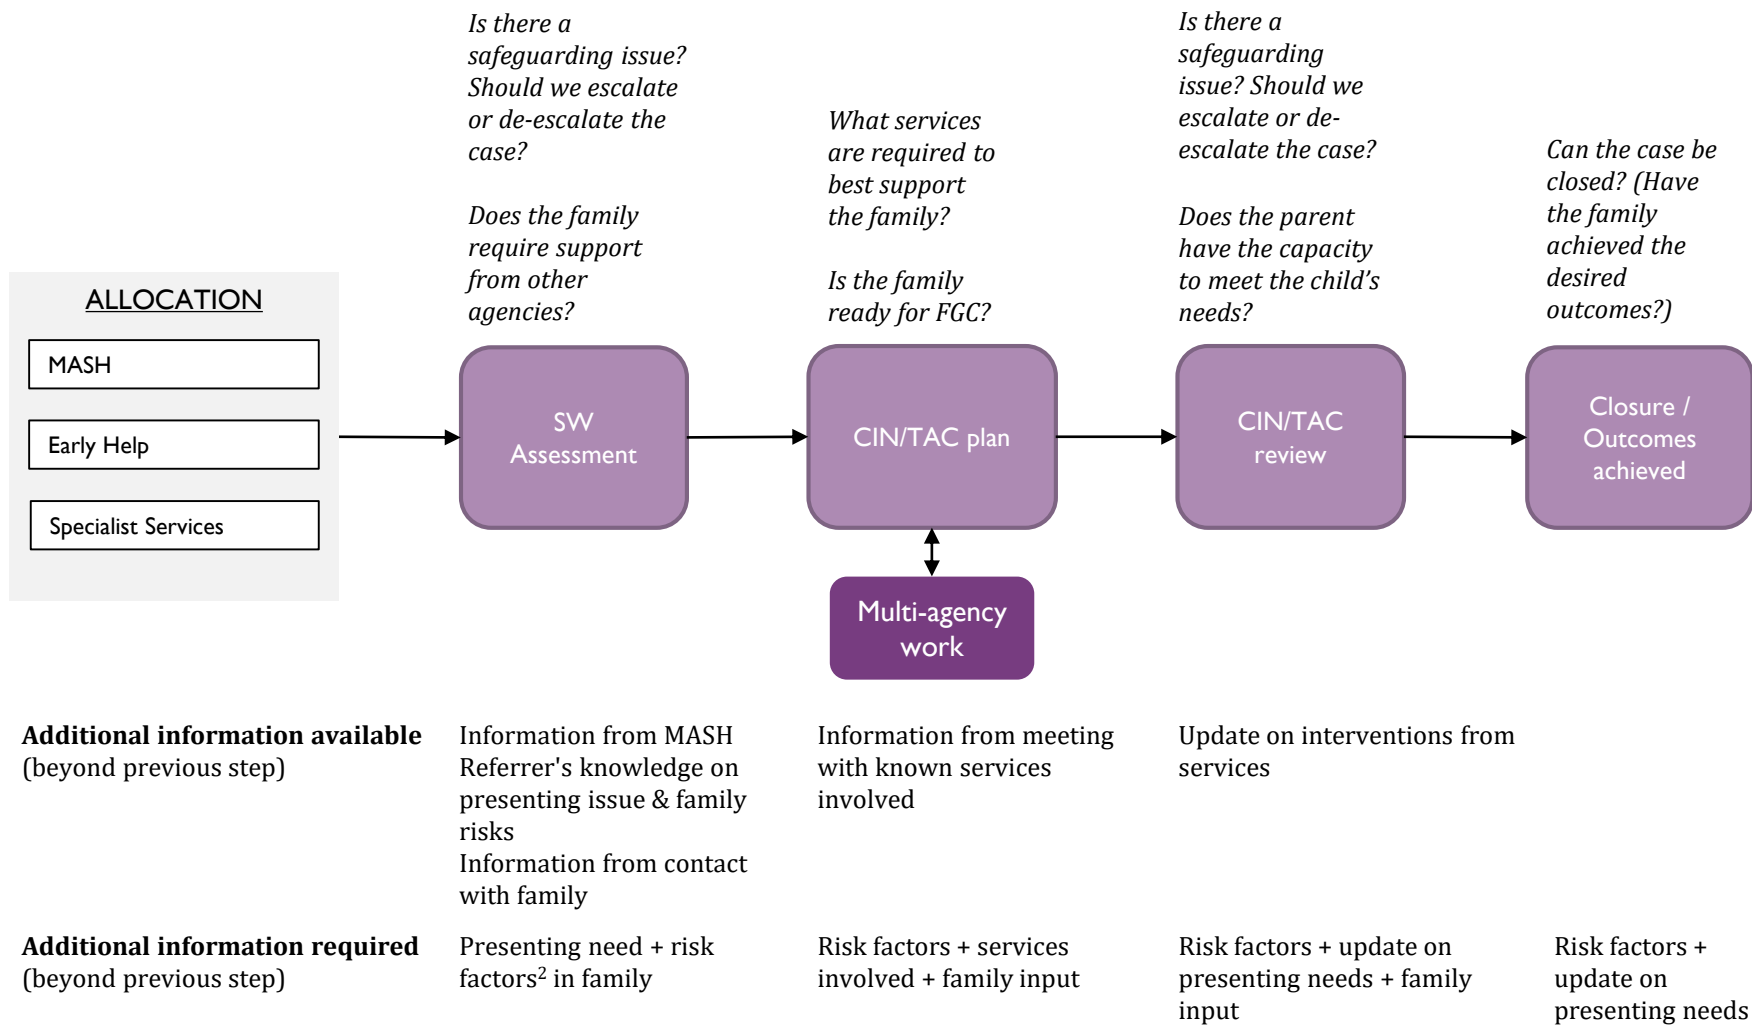 Is there a
safeguarding issue?
Should we escalate
or de-escalate the
case?
Does the family
require support
from other
agencies?
What services
are required to
best support
the family?
Is the family
ready for FGC?
Is there a
safeguarding
issue? Should we
escalate or de-
escalate the case?
Does the parent
have the capacity
to meet the child’s
needs?
Can the case be
closed? (Have
the family
achieved the
desired
outcomes?)
ALLOCATION
MASH
Early Help
Specialist Services
SW
Assessment
CIN/TAC plan
CIN/TAC
review
Closure /
Outcomes
achieved
Multi-agency
work
Additional information available
(beyond previous step)
Information from MASH
Referrer's knowledge on
presenting issue & family
risks
Information from contact
with family
Information from meeting
with known services
involved
Update on interventions from
services
Additional information required
(beyond previous step)
Presenting need + risk
factors² in family
Risk factors + services
involved + family input
Risk factors + update on
presenting needs + family
input
Risk factors +
update on
presenting needs